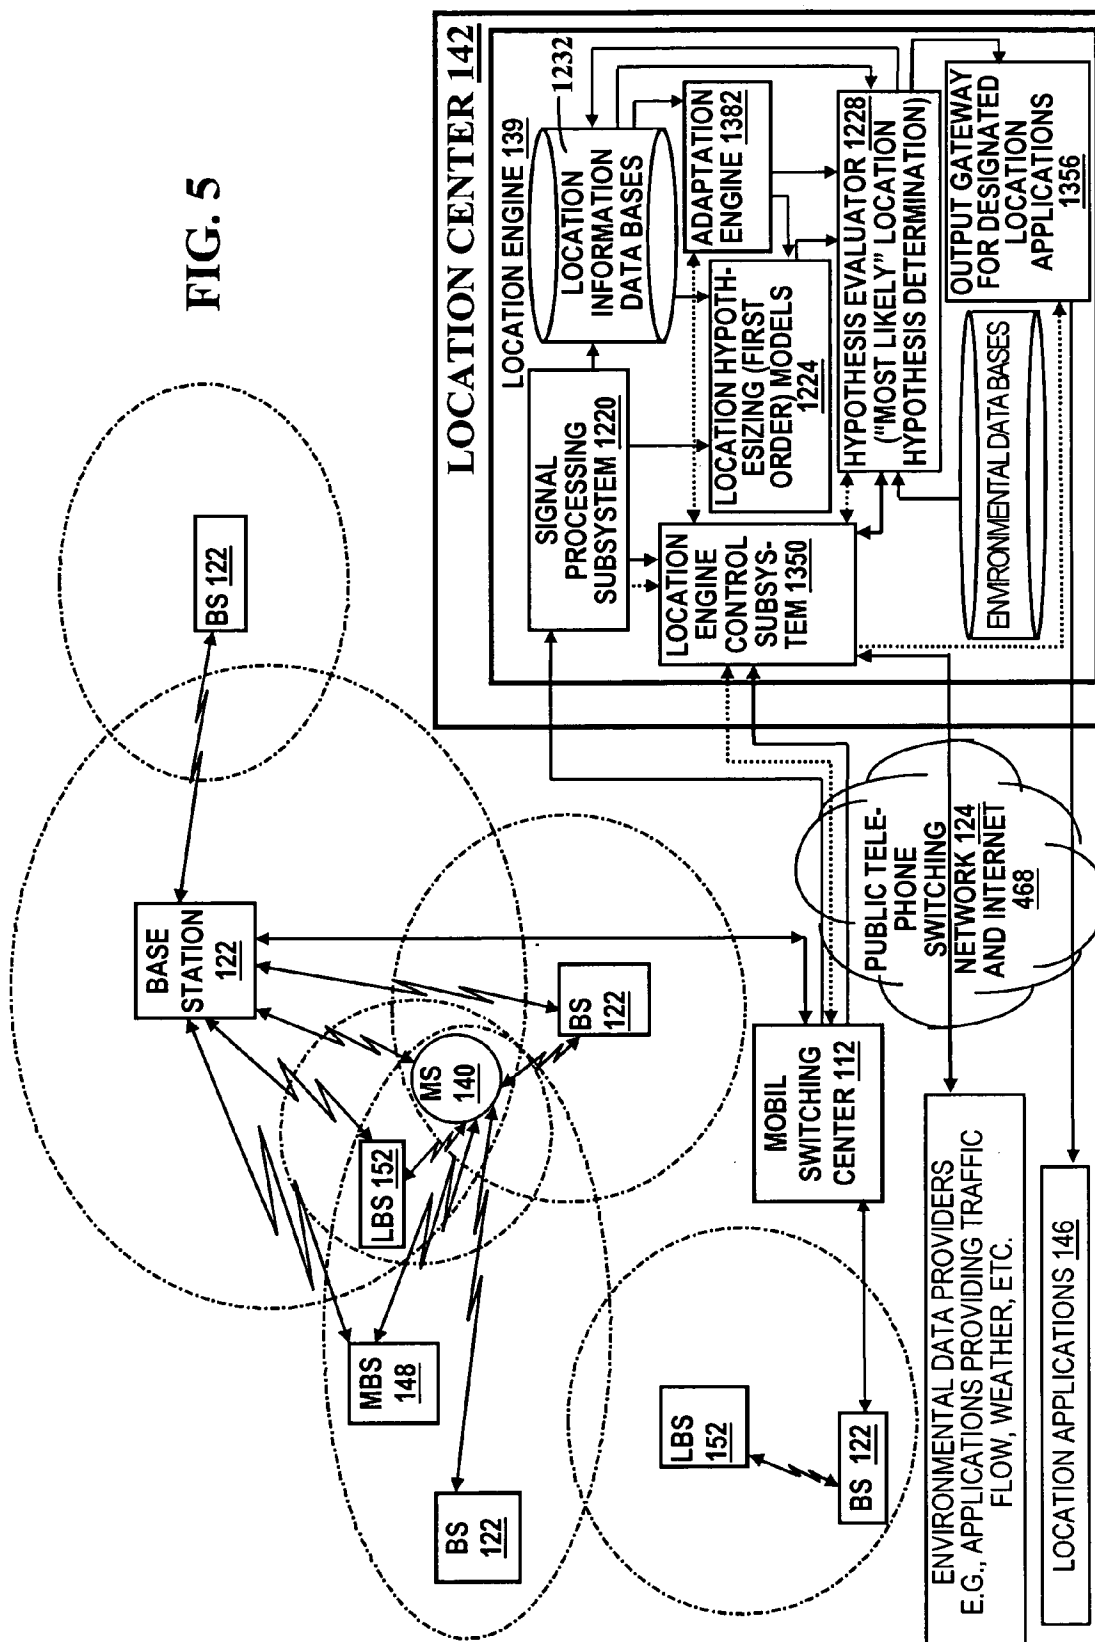 FIG. 5
BS 122
BASE
STATION
122
BS
122
MS
140
LBS 152
MBS
148
BS
122
LBS
152
BS 122
MOBIL
SWITCHING
CENTER 112
PUBLIC TELE-
PHONE
SWITCHING
NETWORK 124
AND INTERNET
468
ENVIRONMENTAL DATA PROVIDERS
E.G., APPLICATIONS PROVIDING TRAFFIC
FLOW, WEATHER, ETC.
LOCATION APPLICATIONS 146
LOCATION CENTER 142
LOCATION ENGINE 139
1232
SIGNAL
PROCESSING
SUBSYSTEM 1220
LOCATION
INFORMATION
DATA BASES
ADAPTATION
ENGINE 1382
LOCATION
ENGINE
CONTROL
SUBSYS-
TEM 1350
LOCATION HYPOTH-
ESIZING (FIRST
ORDER) MODELS
1224
HYPOTHESIS EVALUATOR 1228
("MOST LIKELY" LOCATION
HYPOTHESIS DETERMINATION)
ENVIRONMENTAL DATA BASES
OUTPUT GATEWAY
FOR DESIGNATED
LOCATION
APPLICATIONS
1356